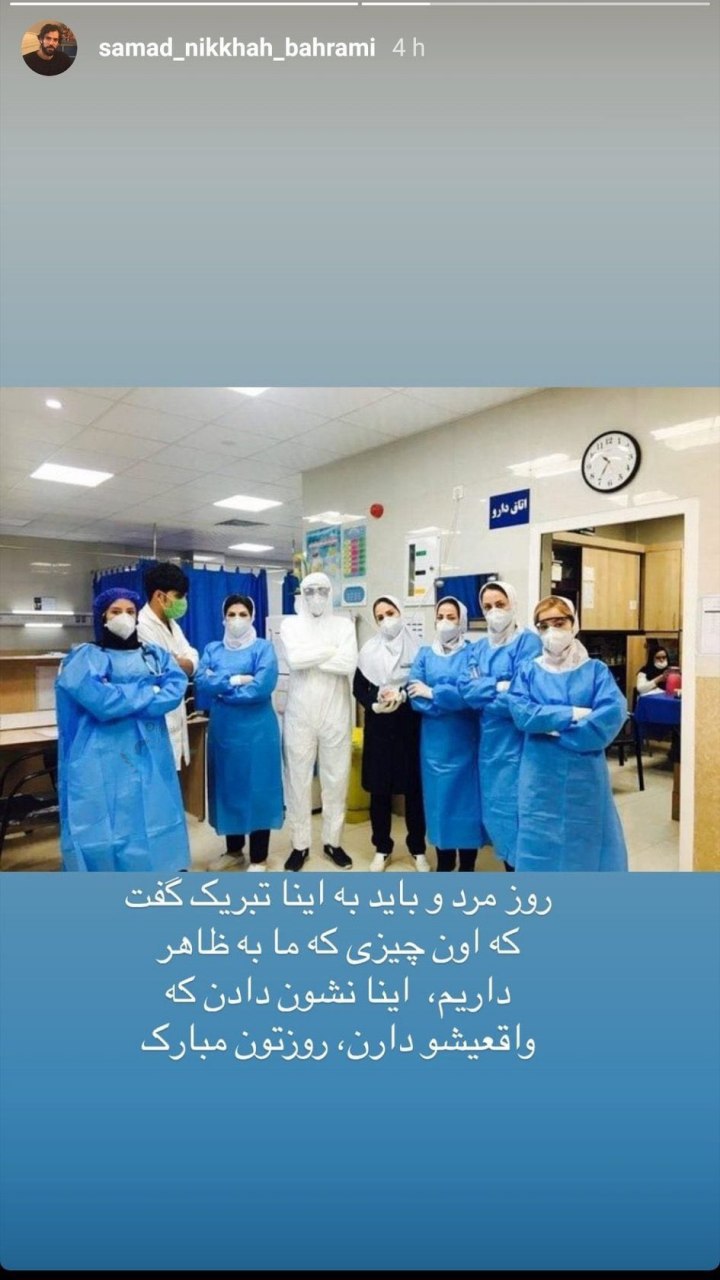 samad_nikkhah_bahrami 4 h
اتاق دارو
روز مرد و باید به اینا تبریک گفت
که اون چیزی که ما به ظاهر
داریم، اینا نشون دادن که
واقعیشو دارن، روزتون مبارک